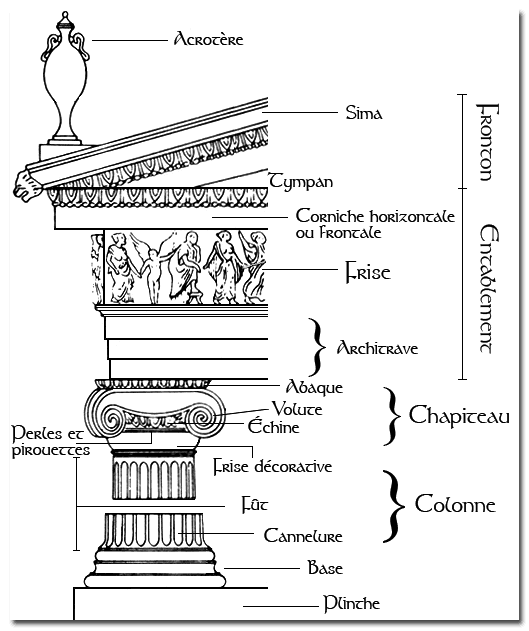 Acrotère
Sima
Fronton
Tympan
Corniche horizontale
ou frontale
Frise
Entablement
Architrave
Abaque
Volute
Échine
Chapiteau
Perles et
pirouettes
Frise décorative
Fût
Colonne
Cannelure
Base
Plinthe